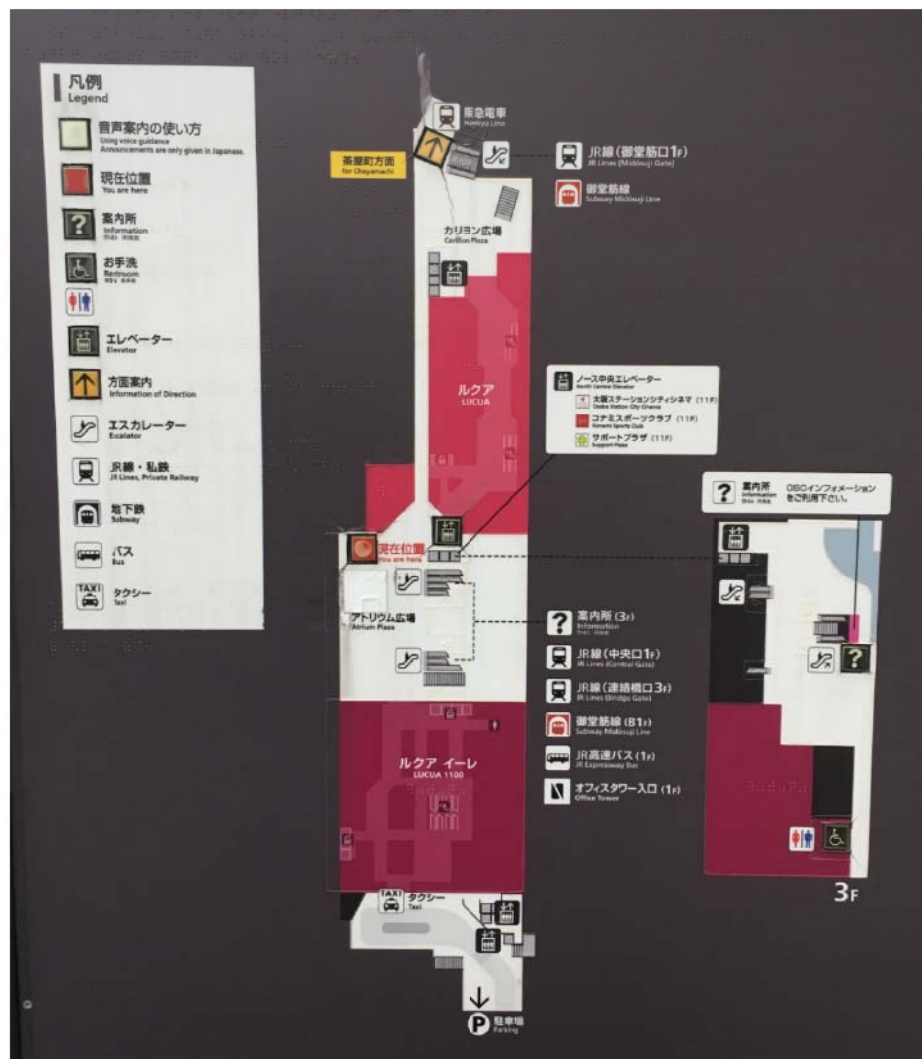 凡例
Legend
音声案内の使い方
Using voice guidance
Announcements are only given in Japanese.
現在位置
You are here
案内所
Information
お手洗
Restroom
エレベーター
Elevator
方面案内
Information of Direction
エスカレーター
Escalator
JR線・私鉄
JR Lines, Private Railway
地下鉄
Subway
バス
Bus
TAXI
タクシー
Taxi
阪急電車
Hankyu Line
茶屋町方面
for Chayamachi
JR線(御堂筋口1F)
JR Lines (Midosuji Gate)
御堂筋線
Subway Midosuji Line
カリヨン広場
Carillon Plaza
ルクア
LUCUA
ノース中央エレベーター
North Central Elevator
大阪ステーションシティシネマ (11F)
Osaka Station City Cinema
コナミスポーツクラブ (11F)
Konami Sports Club
サポートプラザ (11F)
Support Plaza
現在位置
You are here
アトリウム広場
Atrium Plaza
案内所 (3F)
Information
JR線(中央口1F)
JR Lines (Central Gate)
JR線(連絡橋口3F)
JR Lines (Bridge Gate)
御堂筋線 (B1F)
Subway Midosuji Line
JR高速バス (1F)
JR Expressway Bus
オフィスタワー入口 (1F)
Office Tower
ルクア イーレ
LUCUA 1100
TAXI
タクシー
Taxi
P 駐車場
Parking
? 案内所
Information
OSCインフォメーション
をご利用下さい。
?
3F